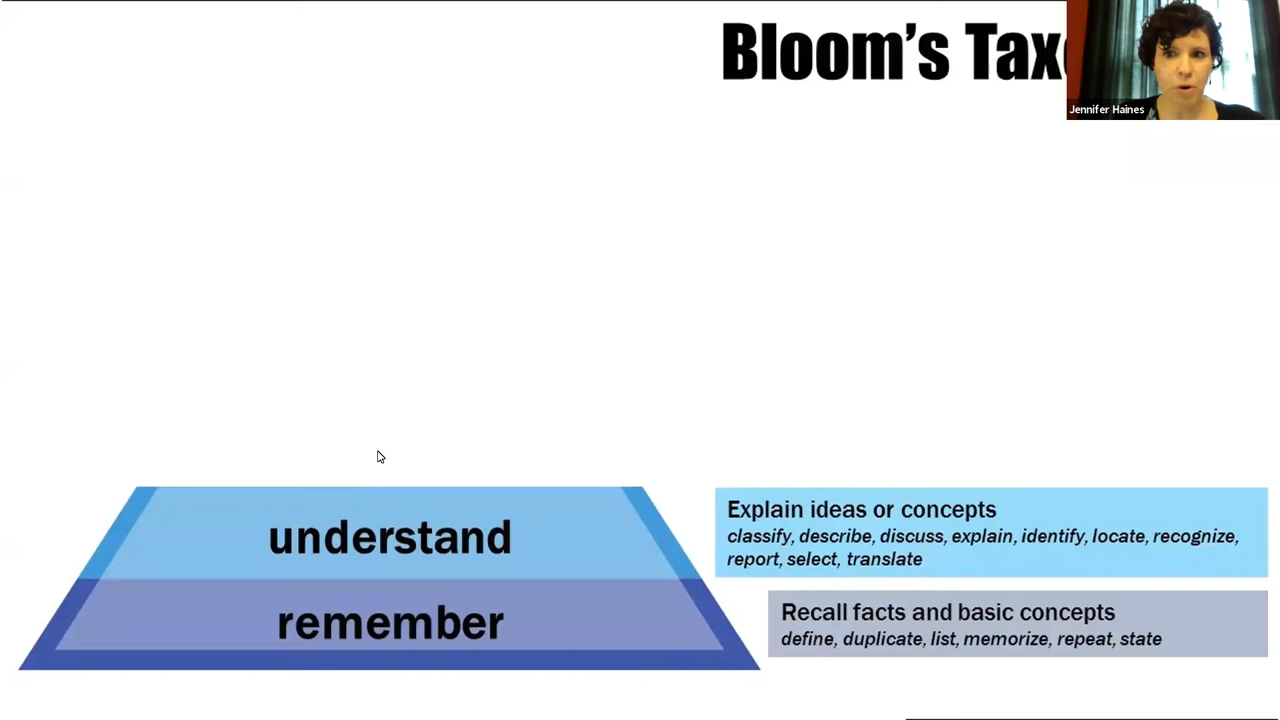 Bloom's Tax
Jennifer Haines
understand
Explain ideas or concepts
classify, describe, discuss, explain, identify, locate, recognize,
report, select, translate
remember
Recall facts and basic concepts
define, duplicate, list, memorize, repeat, state